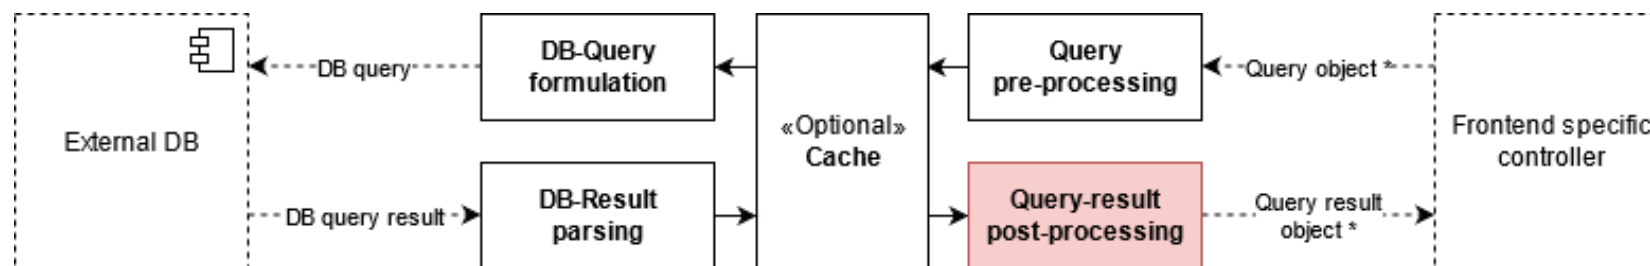 External DB
DB query
DB-Query
formulation
«Optional»
Cache
Query
pre-processing
Query object *
Frontend specific
controller
DB query result
DB-Result
parsing
Query-result
post-processing
Query result
object *